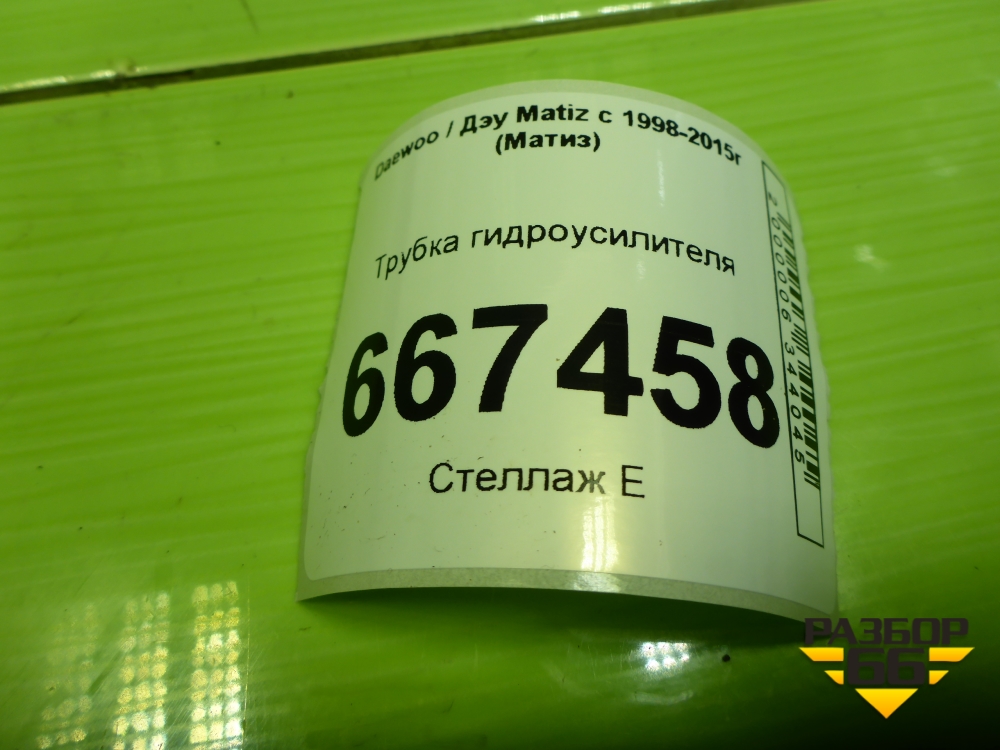 Daewoo / Дэу Matiz с 1998-2015г
(Матиз)
Трубка гидроусилителя
667458
Стеллаж Е
2000006344045
РАЗБОР
66